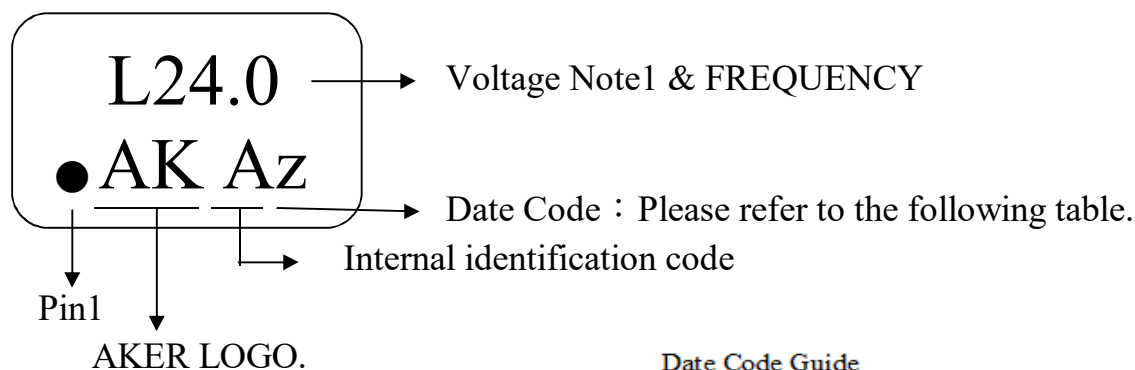 L24.0
Voltage Note1 & FREQUENCY
●AK Az
Date Code：Please refer to the following table.
Internal identification code
Pin1
AKER LOGO.
Date Code Guide